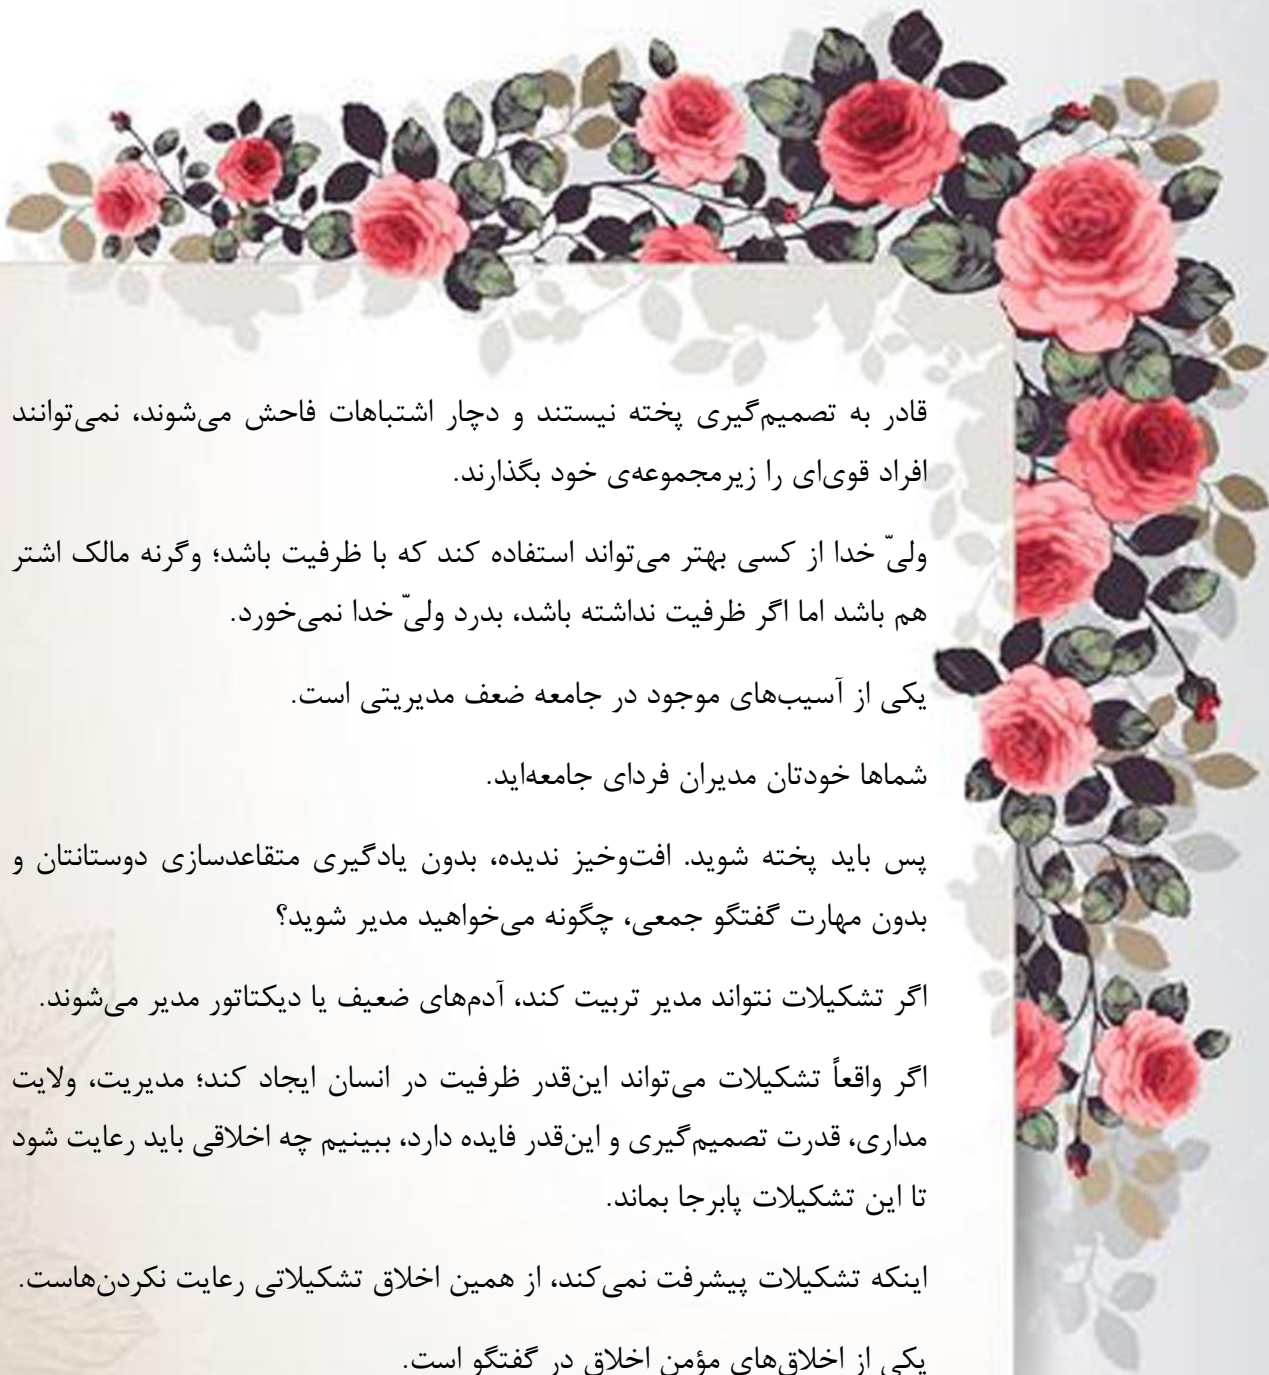 قادر به تصمیم‌گیری پخته نیستند و دچار اشتباهات فاحش می‌شوند، نمی‌توانند
افراد قوی‌ای را زیرمجموعه‌ی خود بگذارند.
ولیّ خدا از کسی بهتر می‌تواند استفاده کند که با ظرفیت باشد؛ وگرنه مالک اشتر
هم باشد اما اگر ظرفیت نداشته باشد، بدرد ولیّ خدا نمی‌خورد.
یکی از آسیب‌های موجود در جامعه ضعف مدیریتی است.
شماها خودتان مدیران فردای جامعه‌اید.
پس باید پخته شوید. افت‌وخیز ندیده، بدون یادگیری متقاعدسازی دوستانتان و
بدون مهارت گفتگو جمعی، چگونه می‌خواهید مدیر شوید؟
اگر تشکیلات نتواند مدیر تربیت کند، آدم‌های ضعیف یا دیکتاتور مدیر می‌شوند.
اگر واقعاً تشکیلات می‌تواند این‌قدر ظرفیت در انسان ایجاد کند؛ مدیریت، ولایت
مداری، قدرت تصمیم‌گیری و این‌قدر فایده دارد، ببینیم چه اخلاقی باید رعایت شود
تا این تشکیلات پابرجا بماند.
اینکه تشکیلات پیشرفت نمی‌کند، از همین اخلاق تشکیلاتی رعایت نکردن‌هاست.
یکی از اخلاق‌های مؤمن اخلاق در گفتگو است.